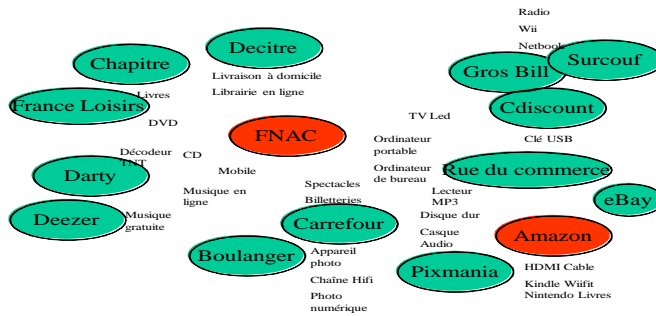 Radio
Wii
Netbook
Decitre
Chapitre
Surcouf
Gros Bill
Livraison à domicile
Librairie en ligne
Livres
France Loisirs
Cdiscount
DVD
TV Led
FNAC
Clé USB
Ordinateur
portable
Décodeur
TNT
CD
Mobile
Ordinateur
de bureau
Rue du commerce
Darty
Musique en
ligne
Spectacles
Billetteries
Lecteur
MP3
eBay
Deezer
Musique
gratuite
Carrefour
Disque dur
Casque
Audio
Amazon
Boulanger
Appareil
photo
Chaîne Hifi
Photo
numérique
Pixmania
HDMI Cable
Kindle Wiifit
Nintendo Livres